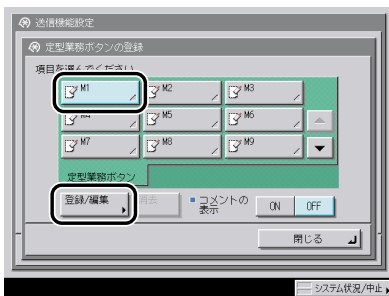 送信機能設定
定型業務ボタンの登録
項目を選んでください
M1 M2 M3
M4 M5 M6
M7 M8 M9
定型業務ボタン
登録/編集 消去 コメントの表示 ON OFF
閉じる
システム状況/中止